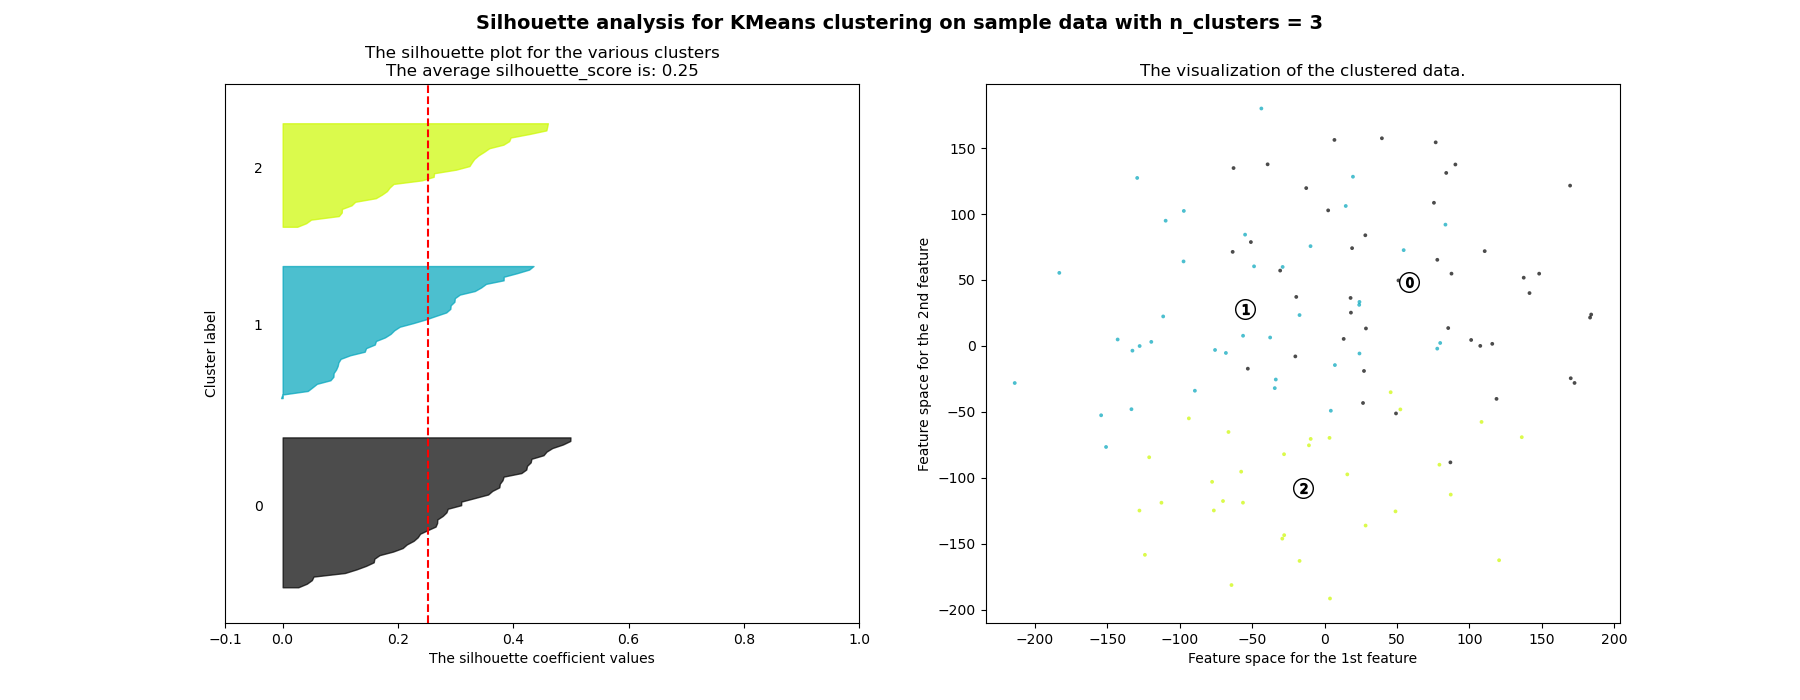 Silhouette analysis for KMeans clustering on sample data with n_clusters = 3
The silhouette plot for the various clusters
The average silhouette_score is: 0.25
2
1
0
Cluster label
−0.1 0.0 0.2 0.4 0.6 0.8 1.0
The silhouette coefficient values
The visualization of the clustered data.
150
100
50
0
−50
−100
−150
−200
Feature space for the 2nd feature
0
1
2
−200 −150 −100 −50 0 50 100 150 200
Feature space for the 1st feature